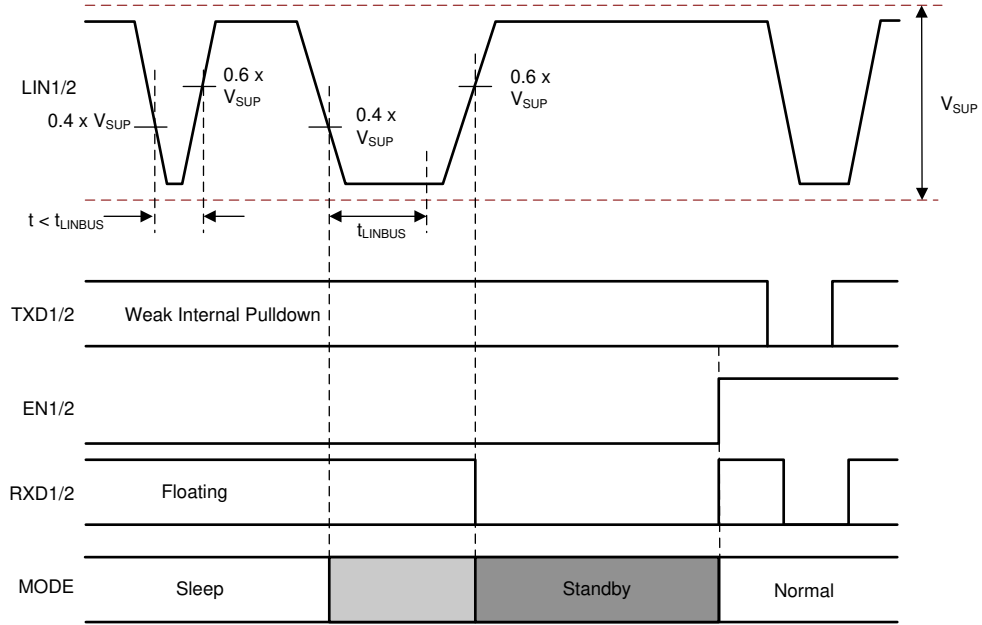 LIN1/2
0.4 x VSUP
0.6 x
VSUP
0.4 x
VSUP
0.6 x
VSUP
VSUP
t < tLINBUS
tLINBUS
TXD1/2
Weak Internal Pulldown
EN1/2
RXD1/2
Floating
MODE
Sleep
Standby
Normal